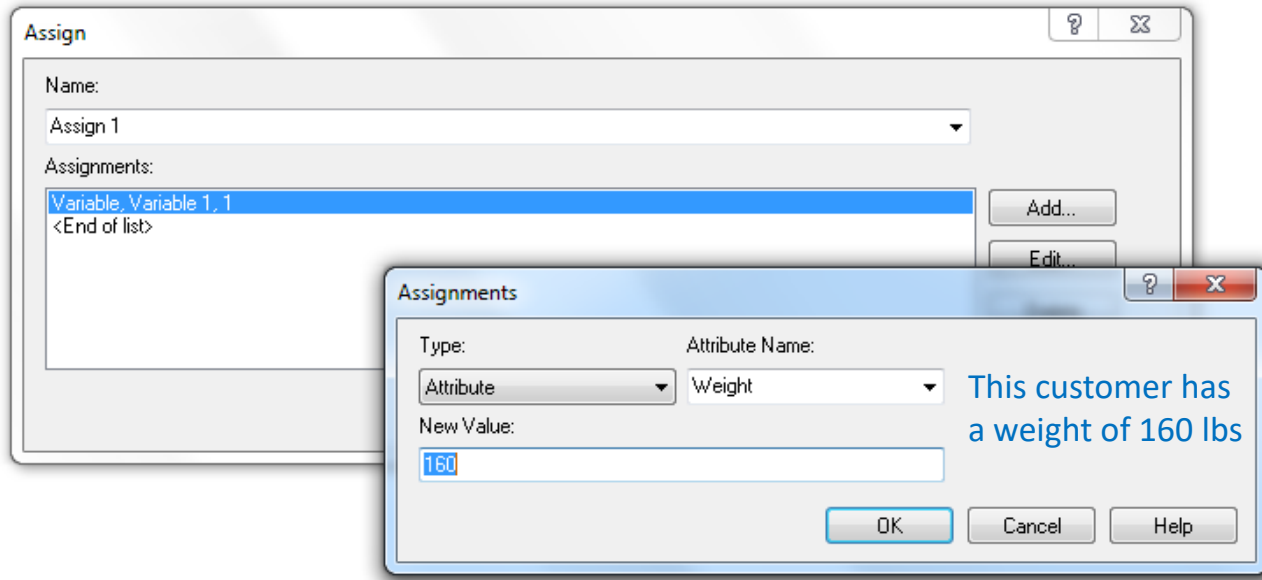 Assign
Name:
Assign 1
Assignments:
Variable, Variable 1, 1
<End of list>
Add...
Edit...
Assignments
Type:
Attribute Name:
Attribute
Weight
New Value:
160
This customer has
a weight of 160 lbs
OK
Cancel
Help